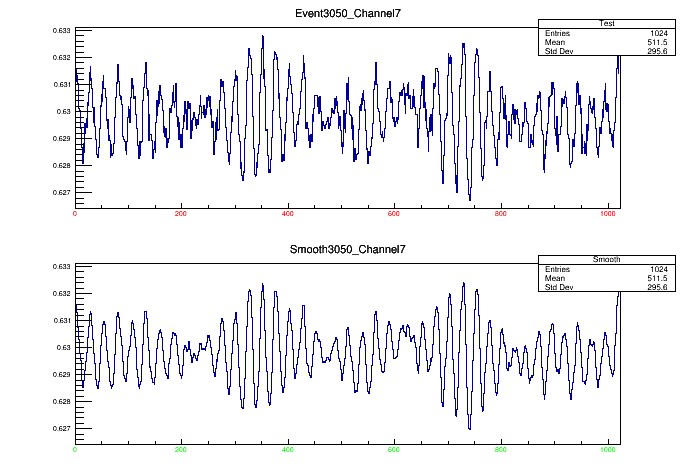 Event3050_Channel7
Test
Entries 1024
Mean 511.5
Std Dev 295.6
0.633
0.632
0.631
0.63
0.629
0.628
0.627
0 200 400 600 800 1000
Smooth3050_Channel7
Smooth
Entries 1024
Mean 511.5
Std Dev 295.6
0.633
0.632
0.631
0.63
0.629
0.628
0.627
0 200 400 600 800 1000